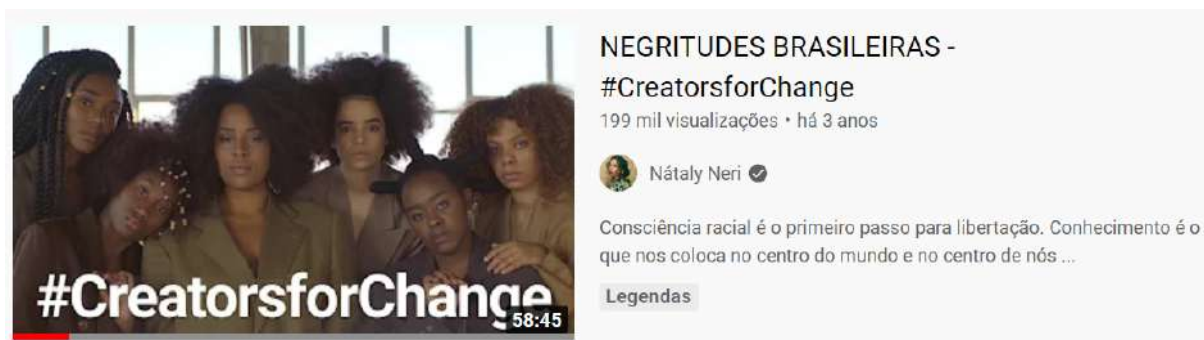 NEGRITUDES BRASILEIRAS -
#CreatorsforChange
199 mil visualizações • há 3 anos
Nátaly Neri
Consciência racial é o primeiro passo para libertação. Conhecimento é o
que nos coloca no centro do mundo e no centro de nós ...
Legendas
#CreatorsforChange
58:45